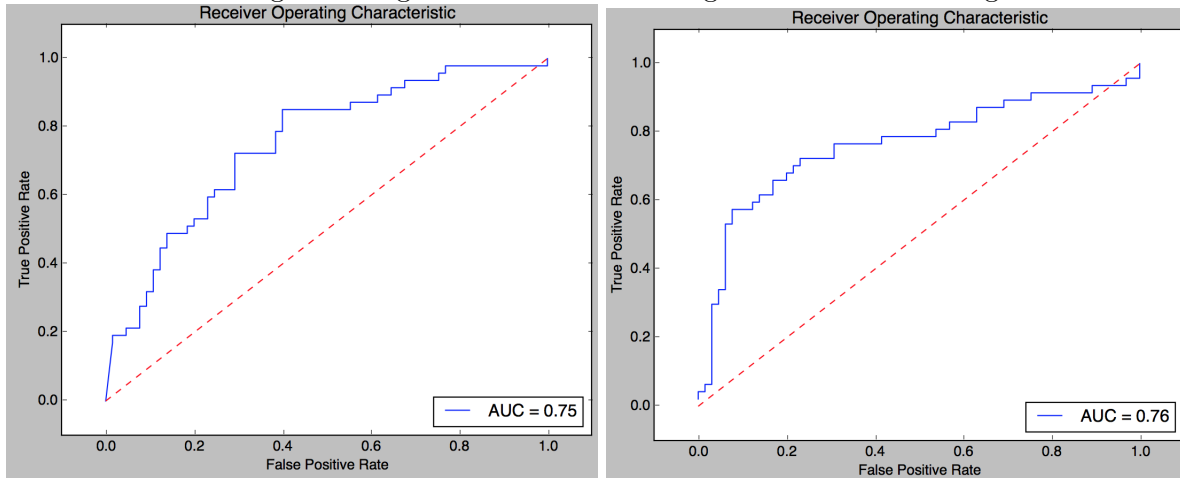 Receiver Operating Characteristic
1.0
0.8
0.6
0.4
0.2
0.0
True Positive Rate
0.0 0.2 0.4 0.6 0.8 1.0
False Positive Rate
AUC = 0.75
Receiver Operating Characteristic
1.0
0.8
0.6
0.4
0.2
0.0
True Positive Rate
0.0 0.2 0.4 0.6 0.8 1.0
False Positive Rate
AUC = 0.76